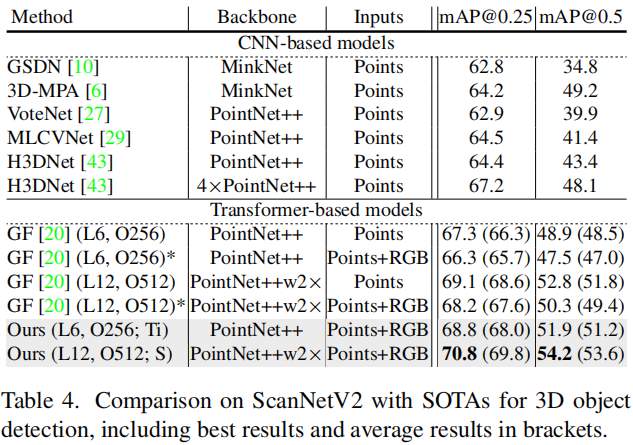 Method Backbone Inputs mAP@0.25 mAP@0.5
CNN-based models
GSDN [10] MinkNet Points 62.8 34.8
3D-MPA [6] MinkNet Points 64.2 49.2
VoteNet [27] PointNet++ Points 62.9 39.9
MLCVNet [29] PointNet++ Points 64.5 41.4
H3DNet [43] PointNet++ Points 64.4 43.4
H3DNet [43] 4×PointNet++ Points 67.2 48.1
Transformer-based models
GF [20] (L6, O256) PointNet++ Points 67.3 (66.3) 48.9 (48.5)
GF [20] (L6, O256)* PointNet++ Points+RGB 66.3 (65.7) 47.5 (47.0)
GF [20] (L12, O512) PointNet++w2× Points 69.1 (68.6) 52.8 (51.8)
GF [20] (L12, O512)* PointNet++w2× Points+RGB 68.2 (67.6) 50.3 (49.4)
Ours (L6, O256; Ti) PointNet++ Points+RGB 68.8 (68.0) 51.9 (51.2)
Ours (L12, O512; S) PointNet++w2× Points+RGB 70.8 (69.8) 54.2 (53.6)
Table 4. Comparison on ScanNetV2 with SOTAs for 3D object
detection, including best results and average results in brackets.